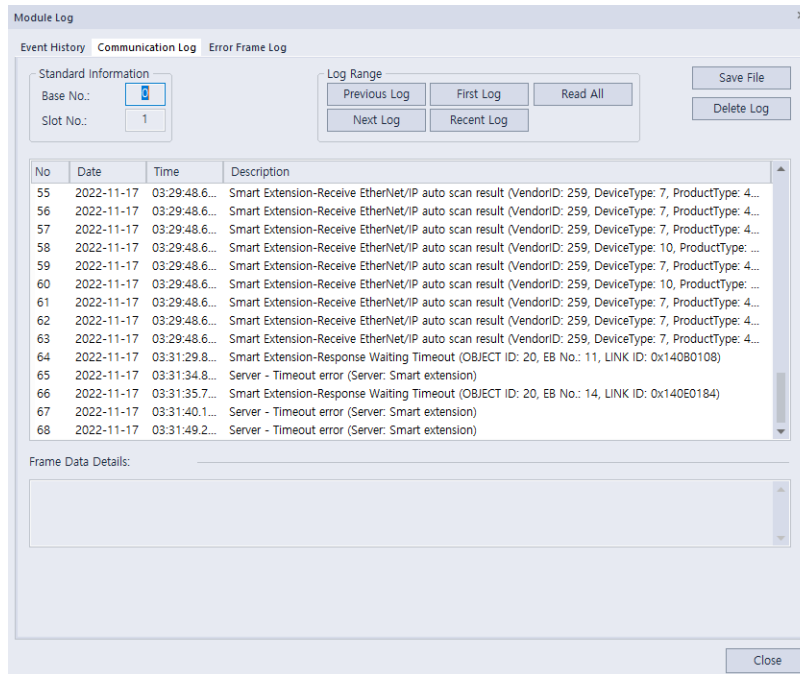 Module Log
Event History Communication Log Error Frame Log
Standard Information
Base No.: 0
Slot No.: 1
Log Range
Previous Log First Log Read All
Next Log Recent Log
Save File
Delete Log
No Date Time Description
55 2022-11-17 03:29:48.6... Smart Extension-Receive EtherNet/IP auto scan result (VendorID: 259, DeviceType: 7, ProductType: 4...
56 2022-11-17 03:29:48.6... Smart Extension-Receive EtherNet/IP auto scan result (VendorID: 259, DeviceType: 7, ProductType: 4...
57 2022-11-17 03:29:48.6... Smart Extension-Receive EtherNet/IP auto scan result (VendorID: 259, DeviceType: 7, ProductType: 4...
58 2022-11-17 03:29:48.6... Smart Extension-Receive EtherNet/IP auto scan result (VendorID: 259, DeviceType: 10, ProductType: ...
59 2022-11-17 03:29:48.6... Smart Extension-Receive EtherNet/IP auto scan result (VendorID: 259, DeviceType: 7, ProductType: 4...
60 2022-11-17 03:29:48.6... Smart Extension-Receive EtherNet/IP auto scan result (VendorID: 259, DeviceType: 10, ProductType: ...
61 2022-11-17 03:29:48.6... Smart Extension-Receive EtherNet/IP auto scan result (VendorID: 259, DeviceType: 7, ProductType: 4...
62 2022-11-17 03:29:48.6... Smart Extension-Receive EtherNet/IP auto scan result (VendorID: 259, DeviceType: 7, ProductType: 4...
63 2022-11-17 03:29:48.6... Smart Extension-Receive EtherNet/IP auto scan result (VendorID: 259, DeviceType: 7, ProductType: 4...
64 2022-11-17 03:31:29.8... Smart Extension-Response Waiting Timeout (OBJECT ID: 20, EB No.: 11, LINK ID: 0x140B0108)
65 2022-11-17 03:31:34.8... Server - Timeout error (Server: Smart extension)
66 2022-11-17 03:31:35.7... Smart Extension-Response Waiting Timeout (OBJECT ID: 20, EB No.: 14, LINK ID: 0x140E0184)
67 2022-11-17 03:31:40.1... Server - Timeout error (Server: Smart extension)
68 2022-11-17 03:31:49.2... Server - Timeout error (Server: Smart extension)
Frame Data Details:
Close